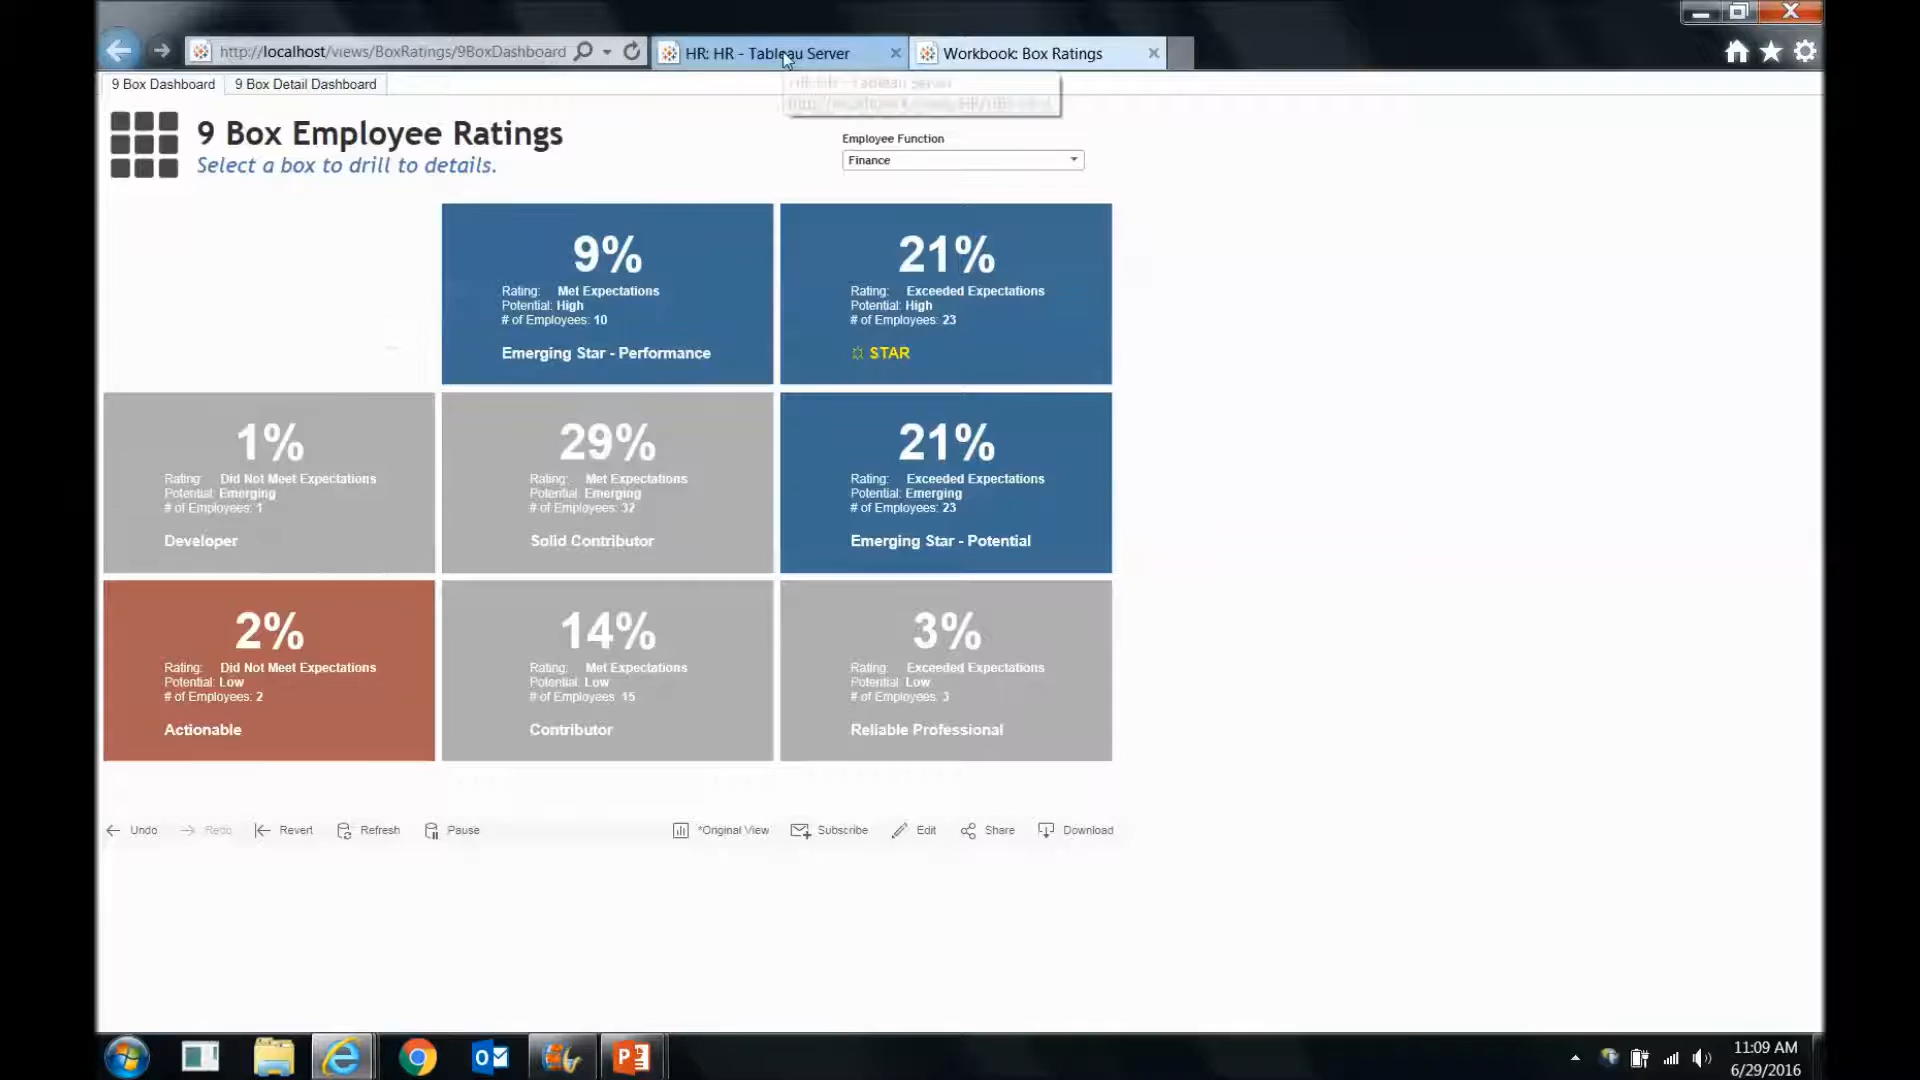 http://localhost/views/BoxRatings/9BoxDashboard
HR: HR - Tableau Server
Workbook: Box Ratings
9 Box Dashboard
9 Box Detail Dashboard
HR: HR - Tableau Server
9 Box Employee Ratings
Select a box to drill to details.
Employee Function
Finance
9%
Rating: Met Expectations
Potential: High
# of Employees: 10
Emerging Star - Performance
21%
Rating: Exceeded Expectations
Potential: High
# of Employees: 23
STAR
1%
Rating: Did Not Meet Expectations
Potential: Emerging
# of Employees: 1
Developer
29%
Rating: Met Expectations
Potential: Emerging
# of Employees: 32
Solid Contributor
21%
Rating: Exceeded Expectations
Potential: Emerging
# of Employees: 23
Emerging Star - Potential
2%
Rating: Did Not Meet Expectations
Potential: Low
# of Employees: 2
Actionable
14%
Rating: Met Expectations
Potential: Low
# of Employees: 15
Contributor
3%
Rating: Exceeded Expectations
Potential: Low
# of Employees: 3
Reliable Professional
Undo
Redo
Revert
Refresh
Pause
*Original View
Subscribe
Edit
Share
Download
11:09 AM
6/29/2016